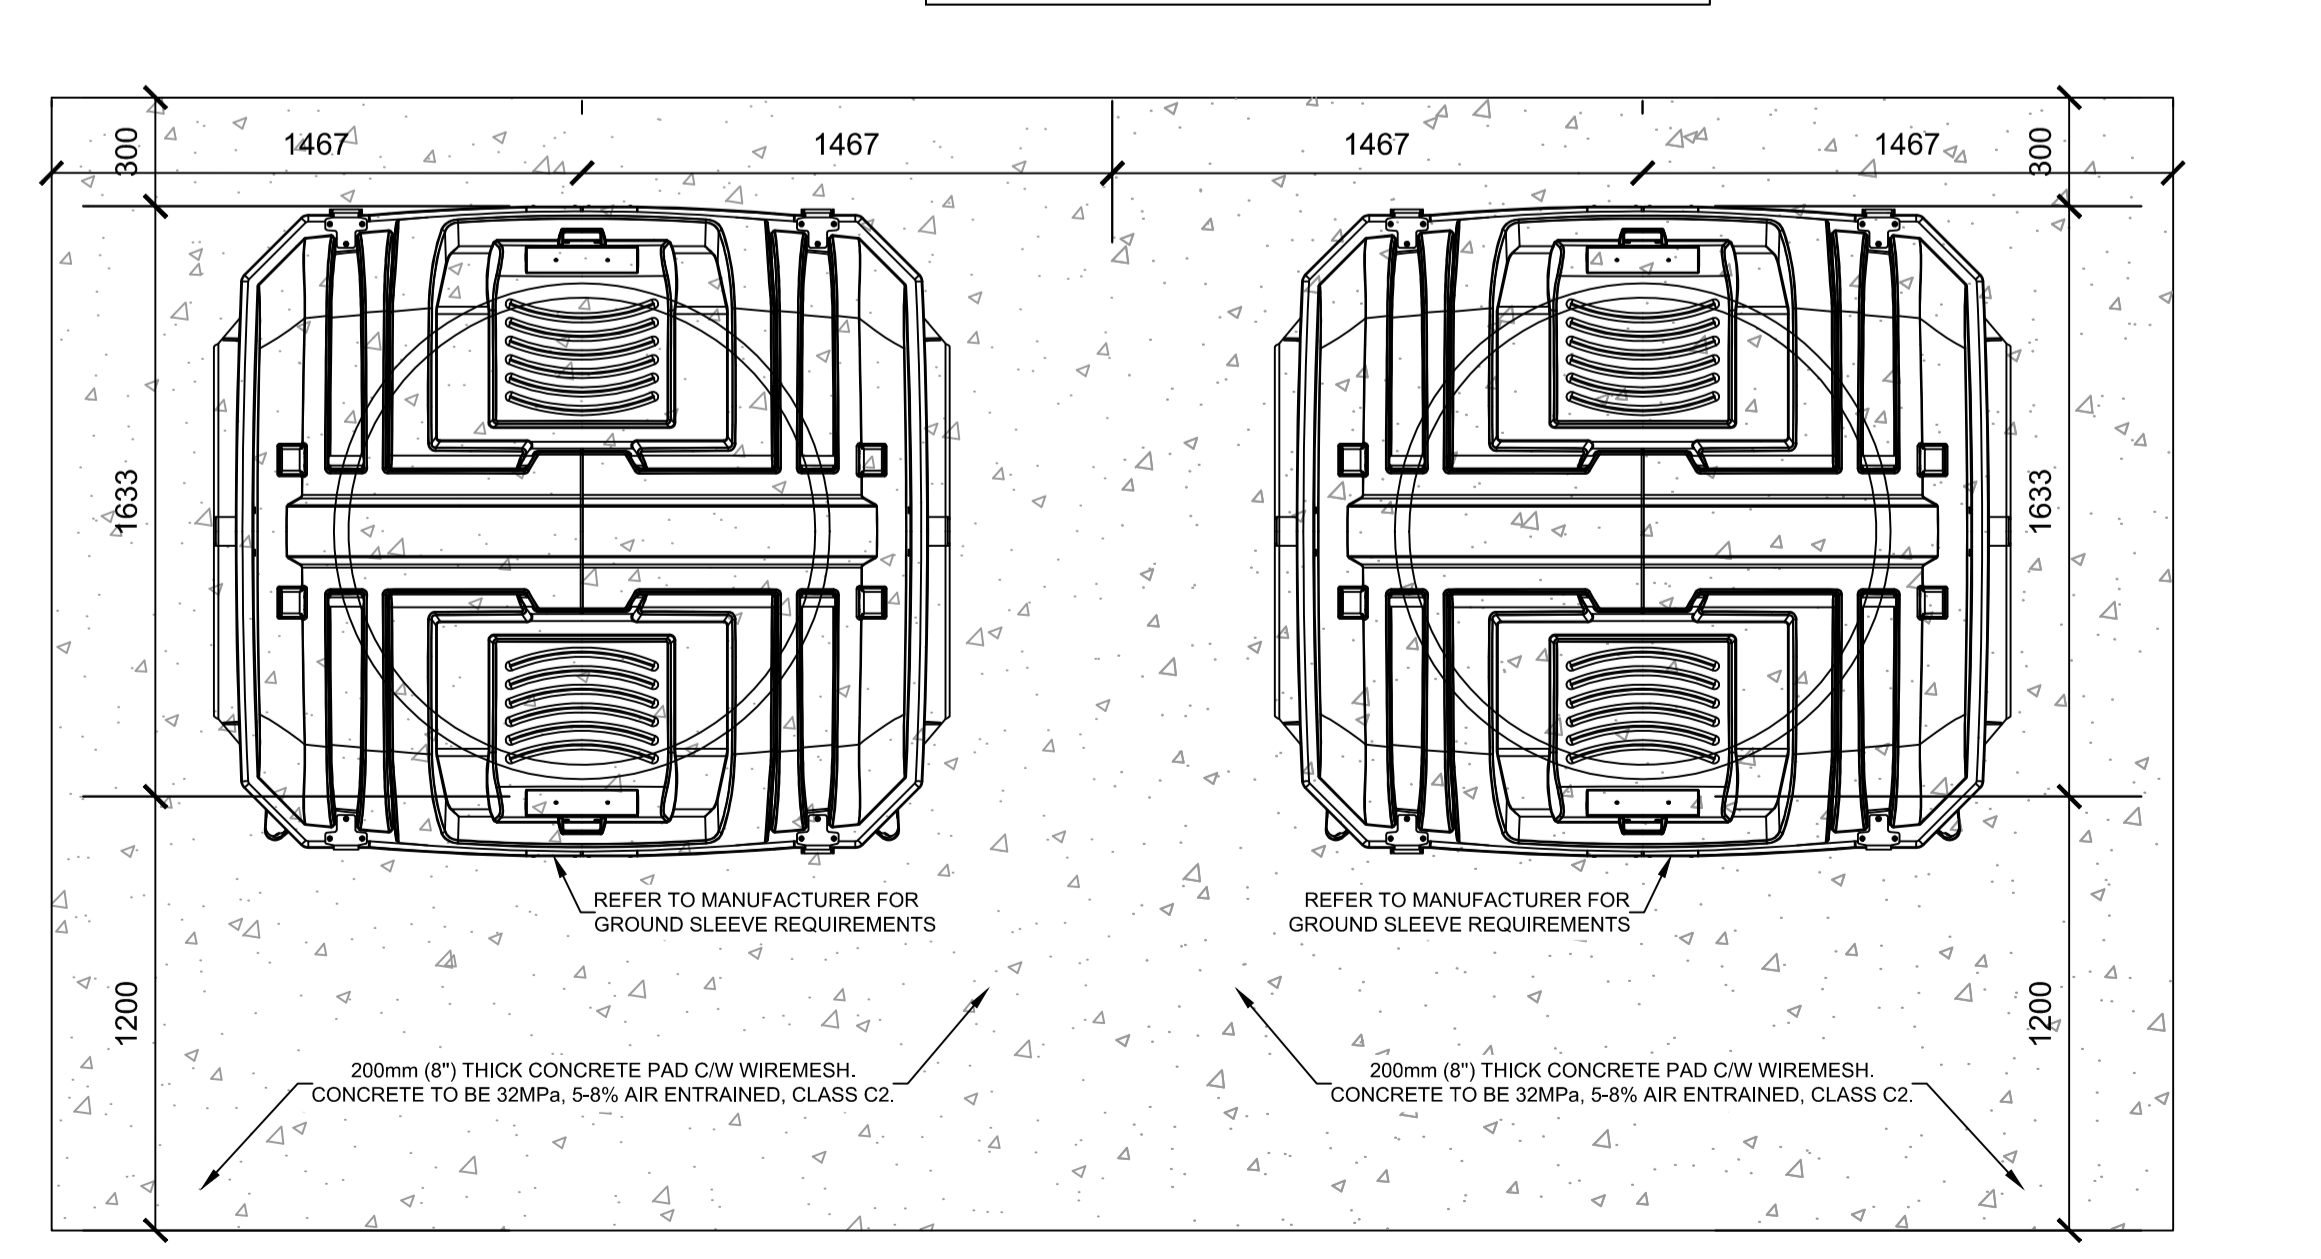 1467
1467
1467
1467
300
300
1633
1633
REFER TO MANUFACTURER FOR
GROUND SLEEVE REQUIREMENTS
REFER TO MANUFACTURER FOR
GROUND SLEEVE REQUIREMENTS
1200
1200
200mm (8") THICK CONCRETE PAD C/W WIREMESH.
CONCRETE TO BE 32MPa, 5-8% AIR ENTRAINED, CLASS C2.
200mm (8") THICK CONCRETE PAD C/W WIREMESH.
CONCRETE TO BE 32MPa, 5-8% AIR ENTRAINED, CLASS C2.